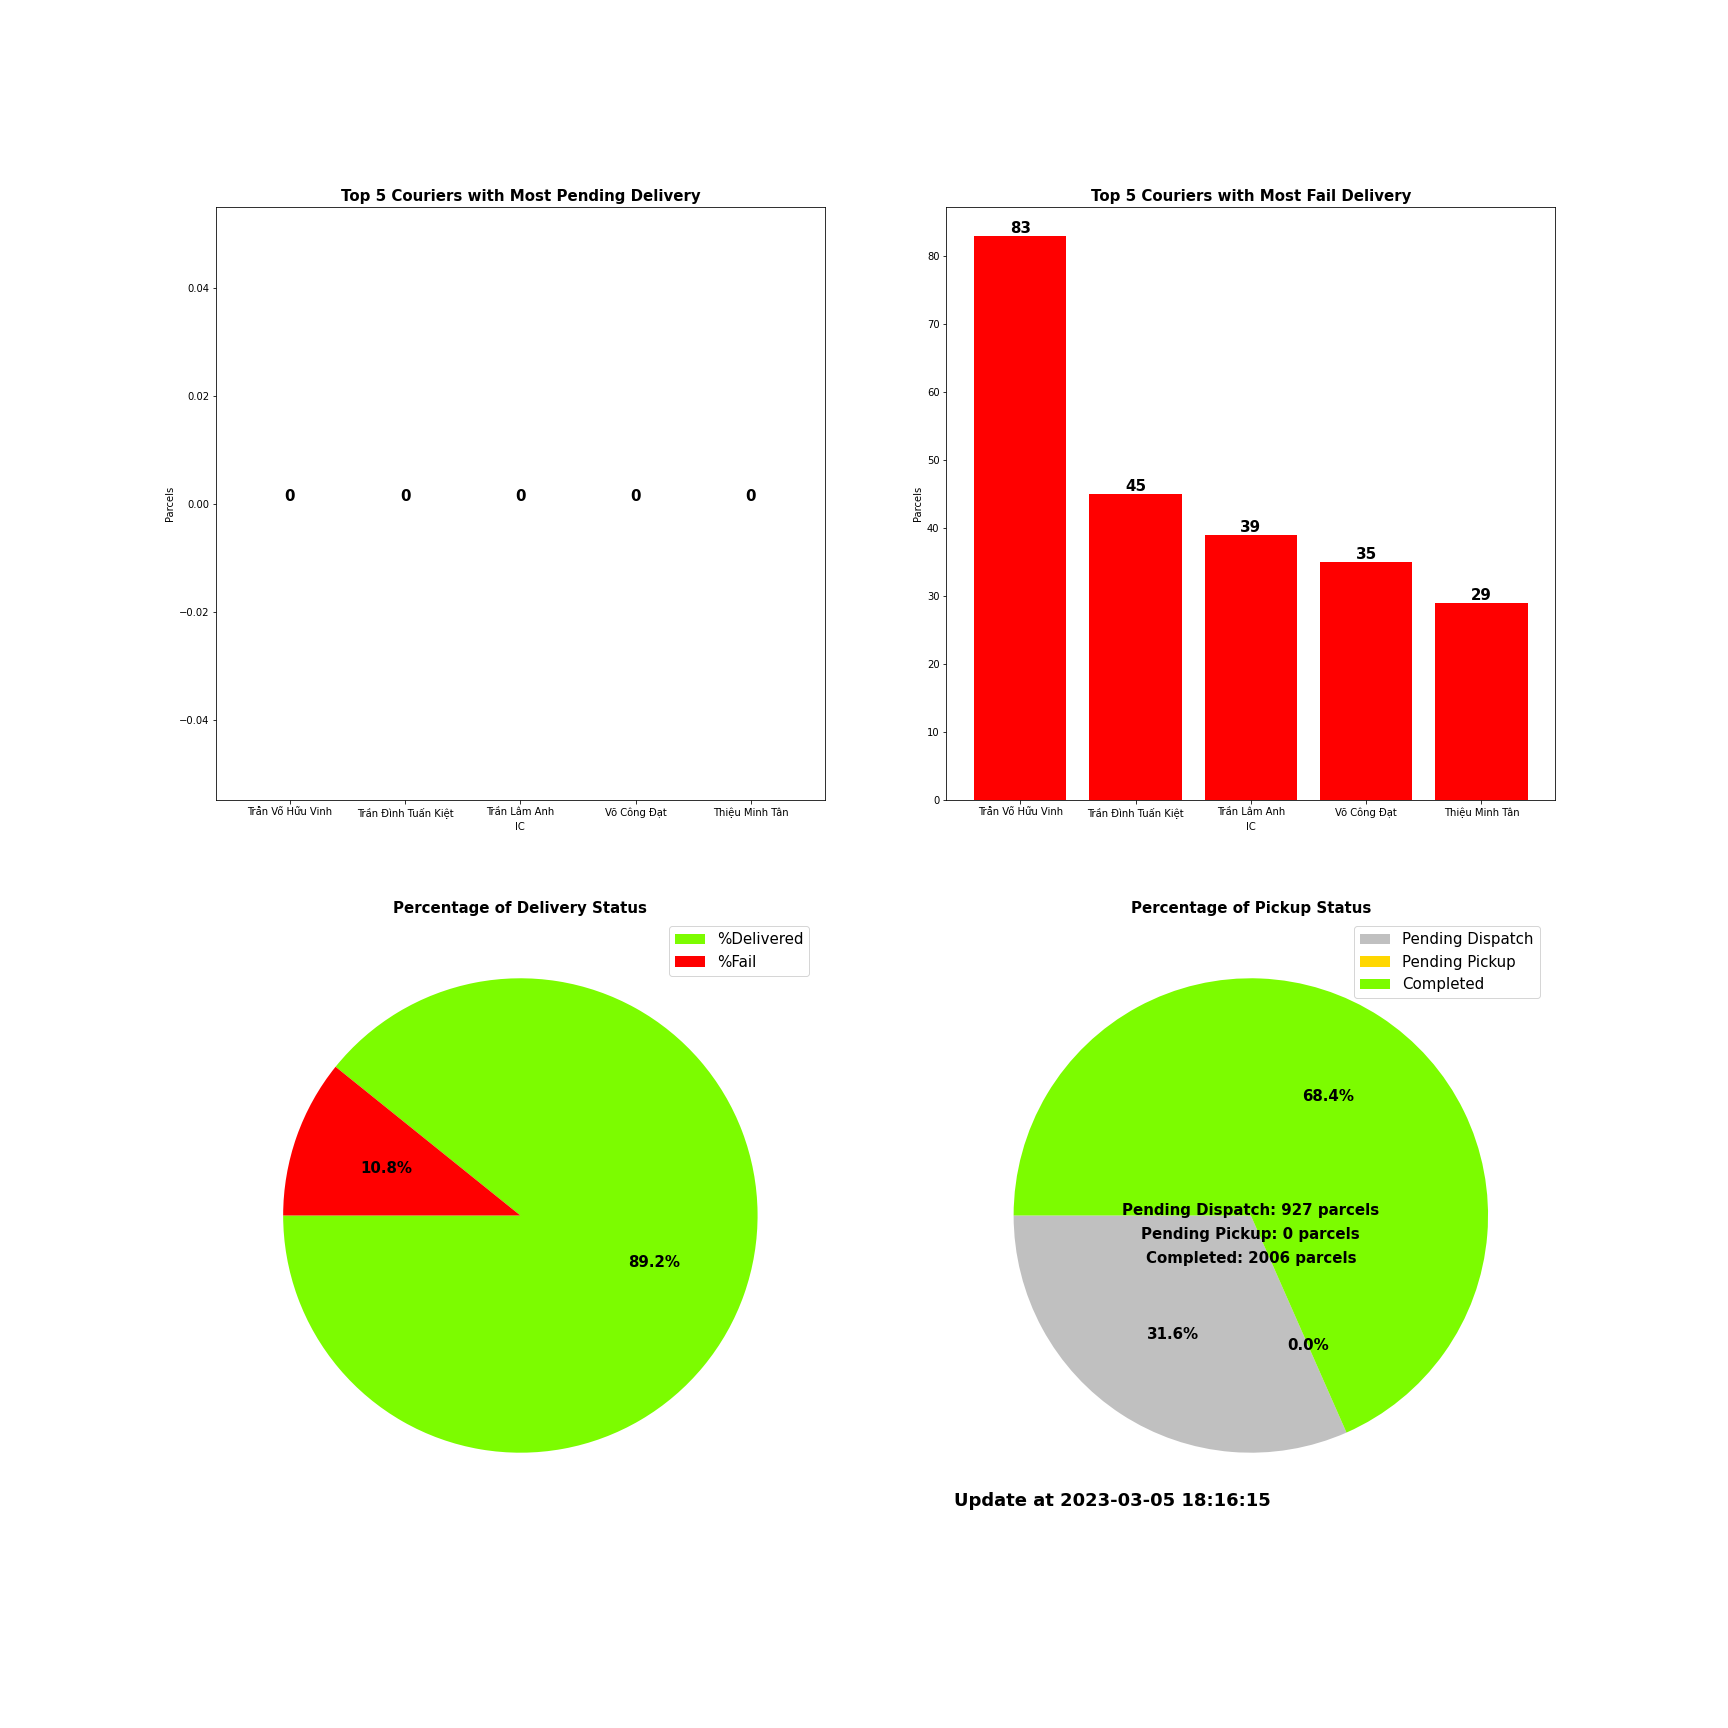 Top 5 Couriers with Most Pending Delivery
0.04
0.02
0.00
−0.02
−0.04
Parcels
0 0 0 0 0
Trần Võ Hữu Vinh Trần Đình Tuấn Kiệt Trần Lâm Anh Võ Công Đạt Thiệu Minh Tân
IC
Top 5 Couriers with Most Fail Delivery
80
70
60
50
40
30
20
10
0
Parcels
83
45
39
35
29
Trần Võ Hữu Vinh Trần Đình Tuấn Kiệt Trần Lâm Anh Võ Công Đạt Thiệu Minh Tân
IC
Percentage of Delivery Status
%Delivered
%Fail
10.8%
89.2%
Percentage of Pickup Status
Pending Dispatch
Pending Pickup
Completed
68.4%
Pending Dispatch: 927 parcels
Pending Pickup: 0 parcels
Completed: 2006 parcels
31.6%
0.0%
Update at 2023-03-05 18:16:15